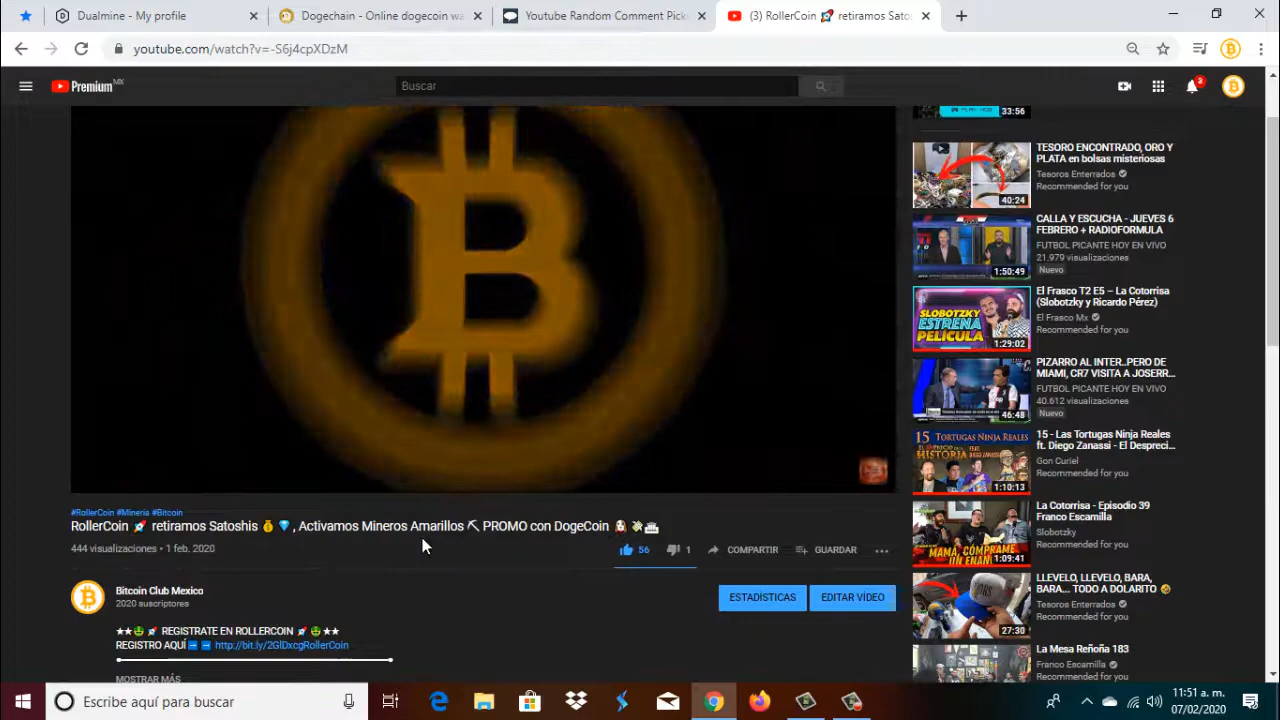 Dualmine - My profile
Dogechain - Online dogecoin wa
Youtube Random Comment Pick
(3) RollerCoin 🚀 retiramos Sato
youtube.com/watch?v=-S6j4cpXDzM
Premium MX
Buscar
3
33:56
TESORO ENCONTRADO, ORO Y
PLATA en bolsas misteriosas
Tesoros Enterrados
Recommended for you
40:24
CALLA Y ESCUCHA - JUEVES 6
FEBRERO + RADIOFORMULA
FUTBOL PICANTE HOY EN VIVO
21.979 visualizaciones
Nuevo
1:50:49
El Frasco T2 E5 – La Cotorrisa
(Slobotzky y Ricardo Pérez)
El Frasco Mx
Recommended for you
SLOBOTZKY
ESTRENA
PELÍCULA
1:29:02
PIZARRO AL INTER..PERO DE
MIAMI, CR7 VISITA A JOSERR...
FUTBOL PICANTE HOY EN VIVO
40.612 visualizaciones
Nuevo
46:48
15 - Las Tortugas Ninja Reales
ft. Diego Zanassi - El Despreci...
Gon Curiel
Recommended for you
15 TORTUGAS NINJA REALES
HISTORIA
1:10:13
La Cotorrisa - Episodio 39
Franco Escamilla
Slobotzky
Recommended for you
MAMÁ, CÓMPRAME
UN ENANO
1:09:41
LLEVELO, LLEVELO, BARA,
BARA... TODO A DOLARITO 🤑
Tesoros Enterrados
Recommended for you
27:30
La Mesa Reñoña 183
Franco Escamilla
Recommended for you
#RollerCoin #Mineria #Bitcoin
RollerCoin 🚀 retiramos Satoshis 💰 💎, Activamos Mineros Amarillos ⛏ PROMO con DogeCoin 🐶 💸 🖨
444 visualizaciones • 1 feb. 2020
56
1
COMPARTIR
GUARDAR
Bitcoin Club Mexico
2020 suscriptores
ESTADÍSTICAS
EDITAR VÍDEO
★★🤑 🚀 REGISTRATE EN ROLLERCOIN 🚀 🤑★★
REGISTRO AQUÍ➡️ ➡️ http://bit.ly/2GlDxcgRollerCoin
MOSTRAR MÁS
Escribe aquí para buscar
11:51 a. m.
07/02/2020